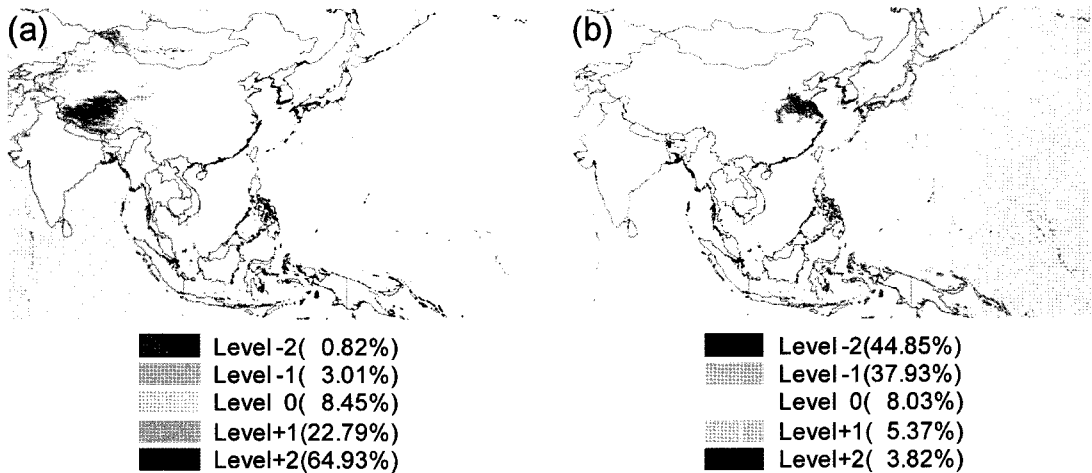 (a)
(b)
Level-2( 0.82%)
Level-1( 3.01%)
Level 0( 8.45%)
Level+1(22.79%)
Level+2(64.93%)
Level-2(44.85%)
Level-1(37.93%)
Level 0( 8.03%)
Level+1( 5.37%)
Level+2( 3.82%)